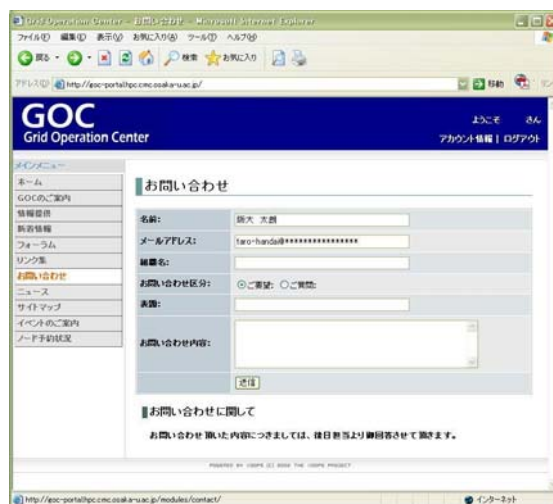 Grid Operation Center - お問い合わせ - Microsoft Internet Explorer
ファイル(F) 編集(E) 表示(V) お気に入り(A) ツール(T) ヘルプ(H)
戻る 検索 お気に入り
アドレス(D) http://goc-portal.hpc.cmc.osaka-u.ac.jp/ 移動
GOC
Grid Operation Center
ようこそ さん
アカウント情報 | ログアウト
メインメニュー
ホーム
GOCのご案内
情報提供
新着情報
フォーラム
リンク集
お問い合わせ
ニュース
サイトマップ
イベントのご案内
ノード予約状況
お問い合わせ
名前: 阪大 太朗
メールアドレス: taro-handai@****************
組織名:
お問い合わせ区分: ご要望: ご質問:
表題:
お問い合わせ内容:
送信
お問い合わせに関して
お問い合わせ頂いた内容につきましては、後日担当より御回答させて頂きます。
POWERED BY XOOPS (C) 2003 THE XOOPS PROJECT
http://goc-portal.hpc.cmc.osaka-u.ac.jp/modules/contact/ インターネット